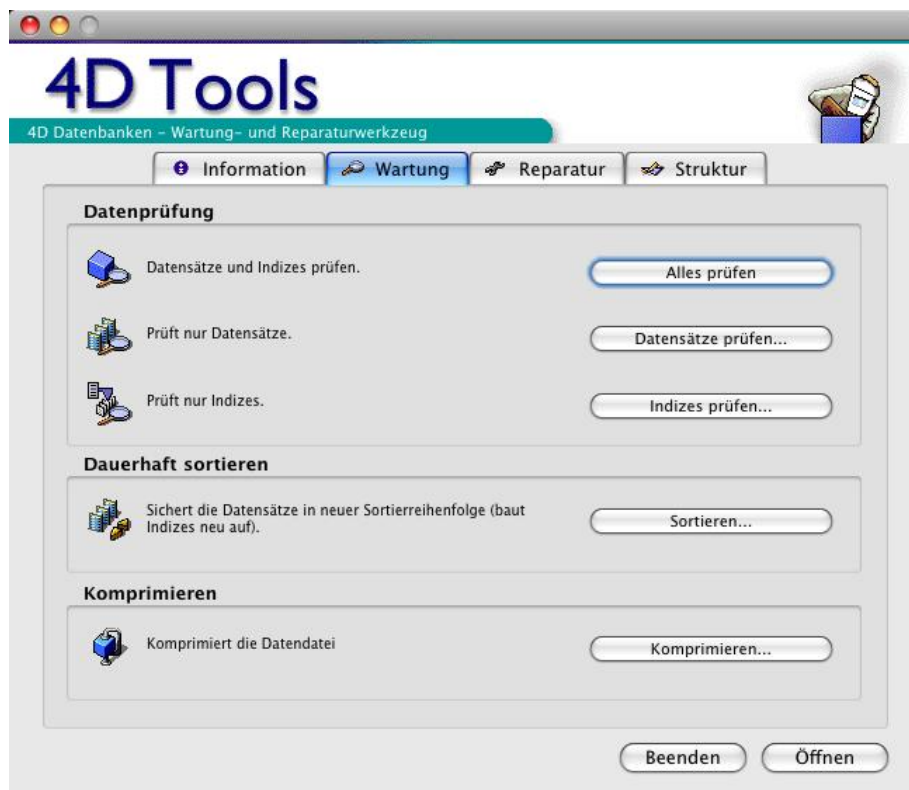 4D Tools
4D Datenbanken - Wartung- und Reparaturwerkzeug
Information
Wartung
Reparatur
Struktur
Datenprüfung
Datensätze und Indizes prüfen.
Alles prüfen
Prüft nur Datensätze.
Datensätze prüfen...
Prüft nur Indizes.
Indizes prüfen...
Dauerhaft sortieren
Sichert die Datensätze in neuer Sortierreihenfolge (baut
Indizes neu auf).
Sortieren...
Komprimieren
Komprimiert die Datendatei
Komprimieren...
Beenden
Öffnen